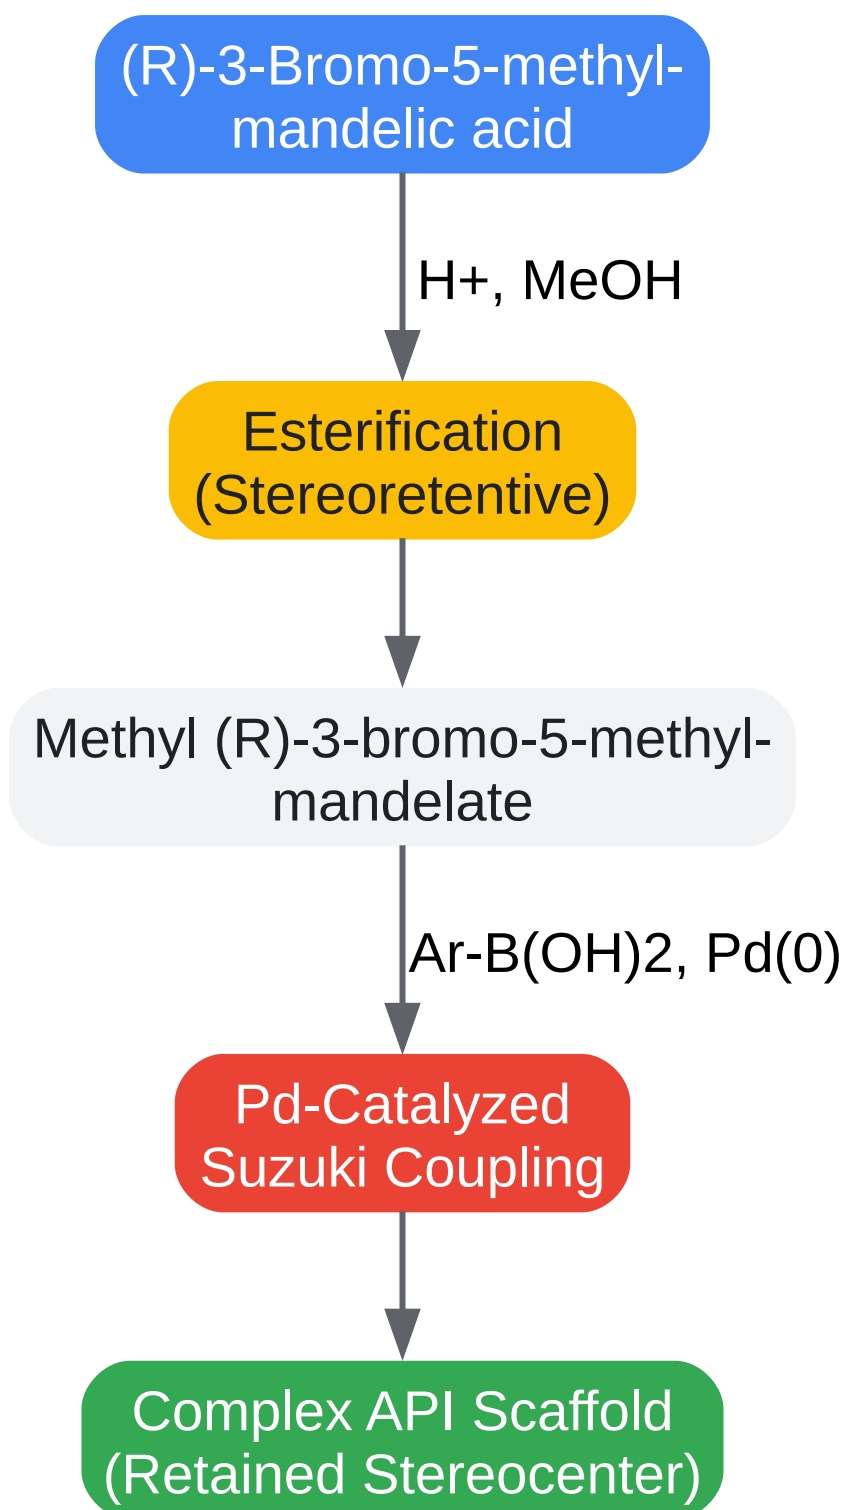 (R)-3-Bromo-5-methyl-
mandelic acid
H+, MeOH
Esterification
(Stereoretentive)
Methyl (R)-3-bromo-5-methyl-
mandelate
Ar-B(OH)2, Pd(0)
Pd-Catalyzed
Suzuki Coupling
Complex API Scaffold
(Retained Stereocenter)